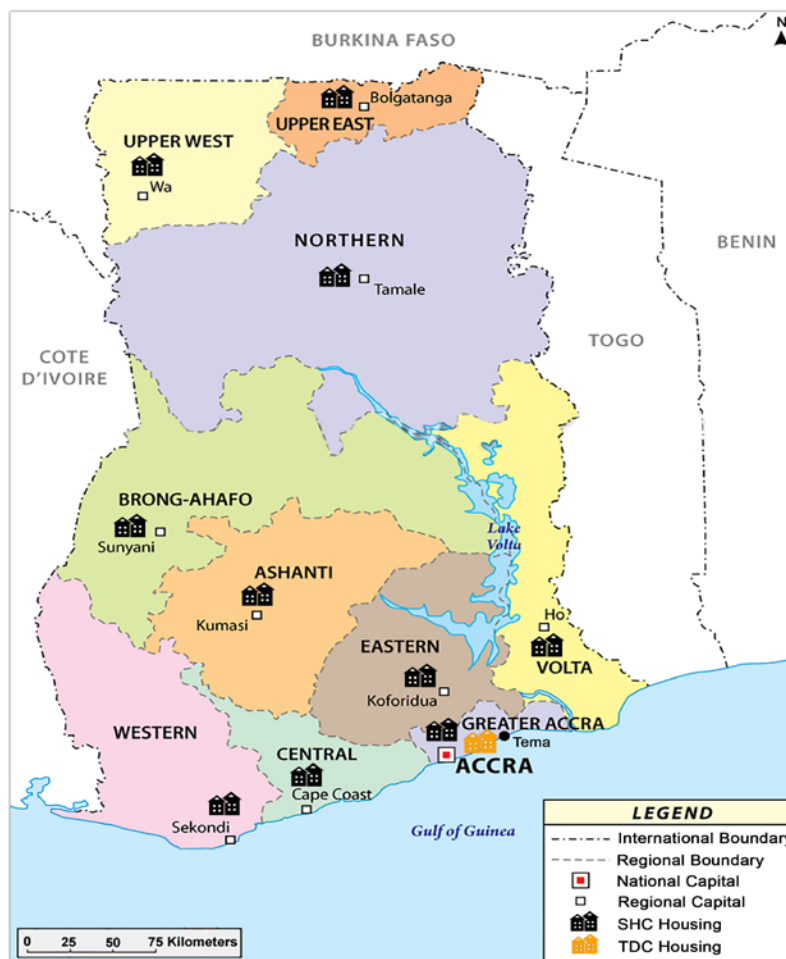 BURKINA FASO
N
Bolgatanga
UPPER EAST
UPPER WEST
Wa
NORTHERN
Tamale
BENIN
TOGO
COTE
D'IVOIRE
BRONG-AHAFO
Sunyani
Lake
Volta
ASHANTI
Kumasi
Ho
VOLTA
EASTERN
Koforidua
GREATER ACCRA
Tema
ACCRA
WESTERN
CENTRAL
Cape Coast
Sekondi
Gulf of Guinea
LEGEND
International Boundary
Regional Boundary
National Capital
Regional Capital
SHC Housing
TDC Housing
0 25 50 75 Kilometers